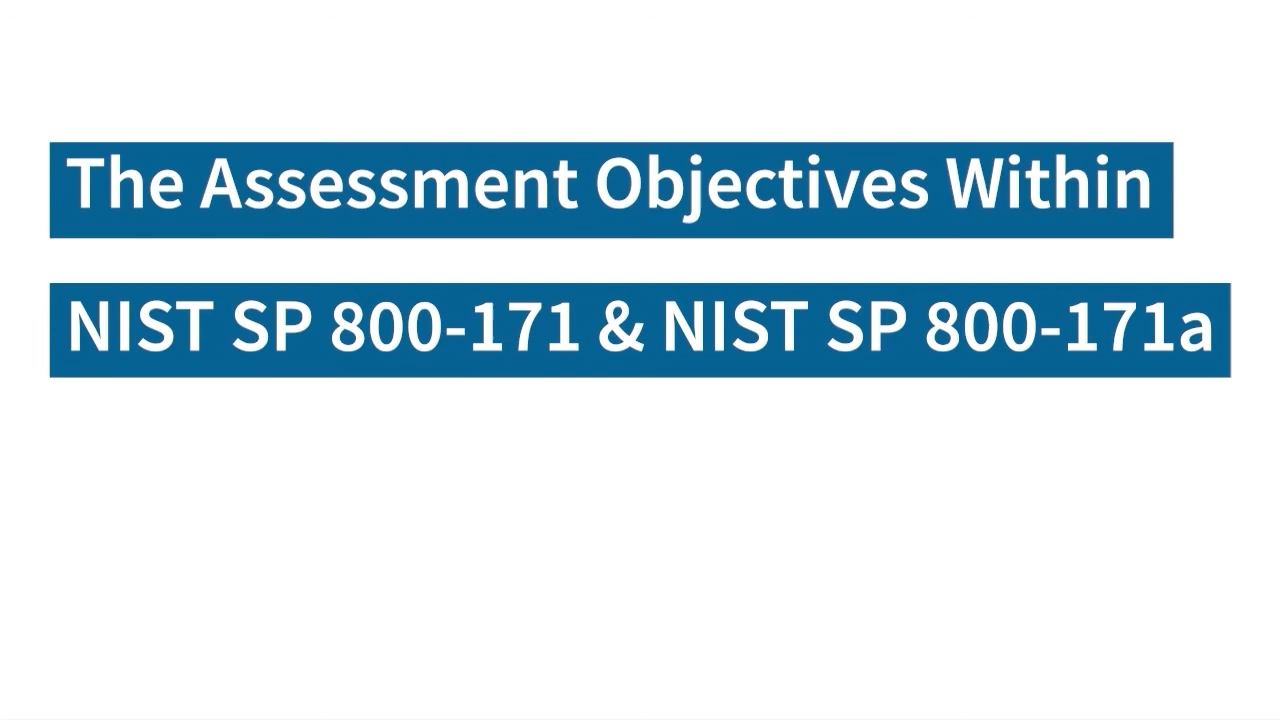 The Assessment Objectives Within
NIST SP 800-171 & NIST SP 800-171a